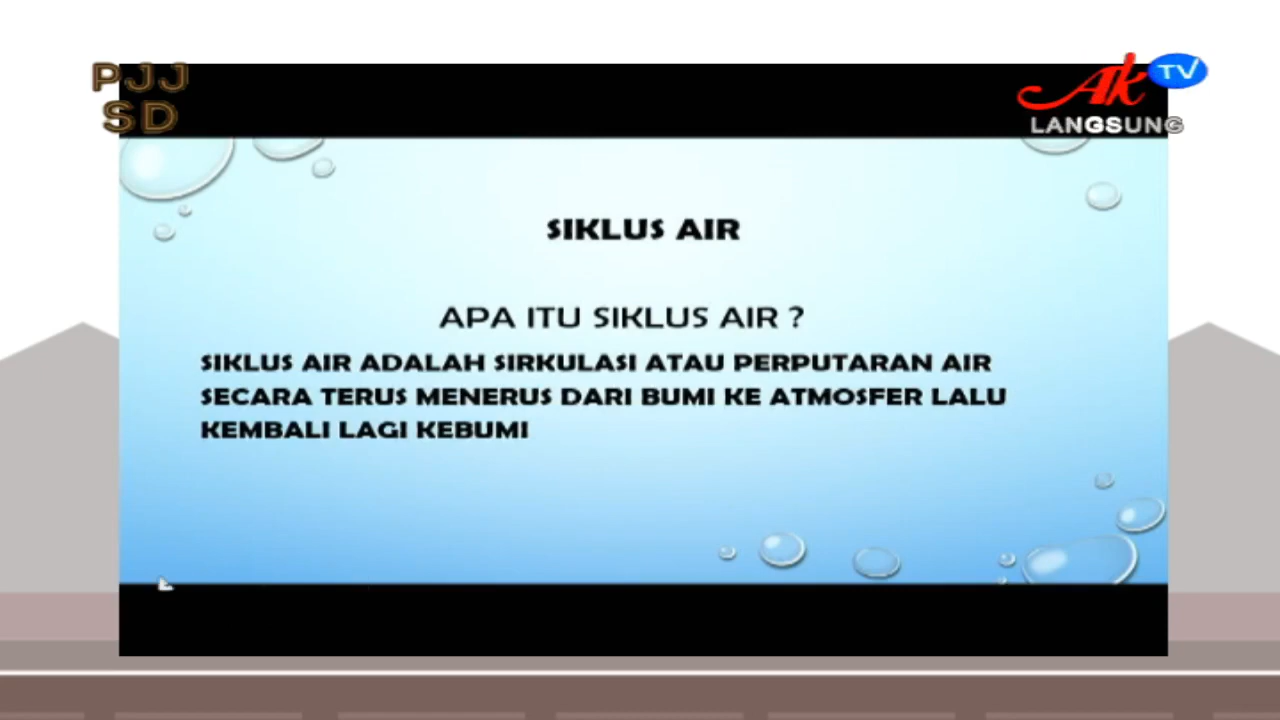 PJJ
SD
Ak TV
LANGSUNG
SIKLUS AIR
APA ITU SIKLUS AIR ?
SIKLUS AIR ADALAH SIRKULASI ATAU PERPUTARAN AIR
SECARA TERUS MENERUS DARI BUMI KE ATMOSFER LALU
KEMBALI LAGI KEBUMI